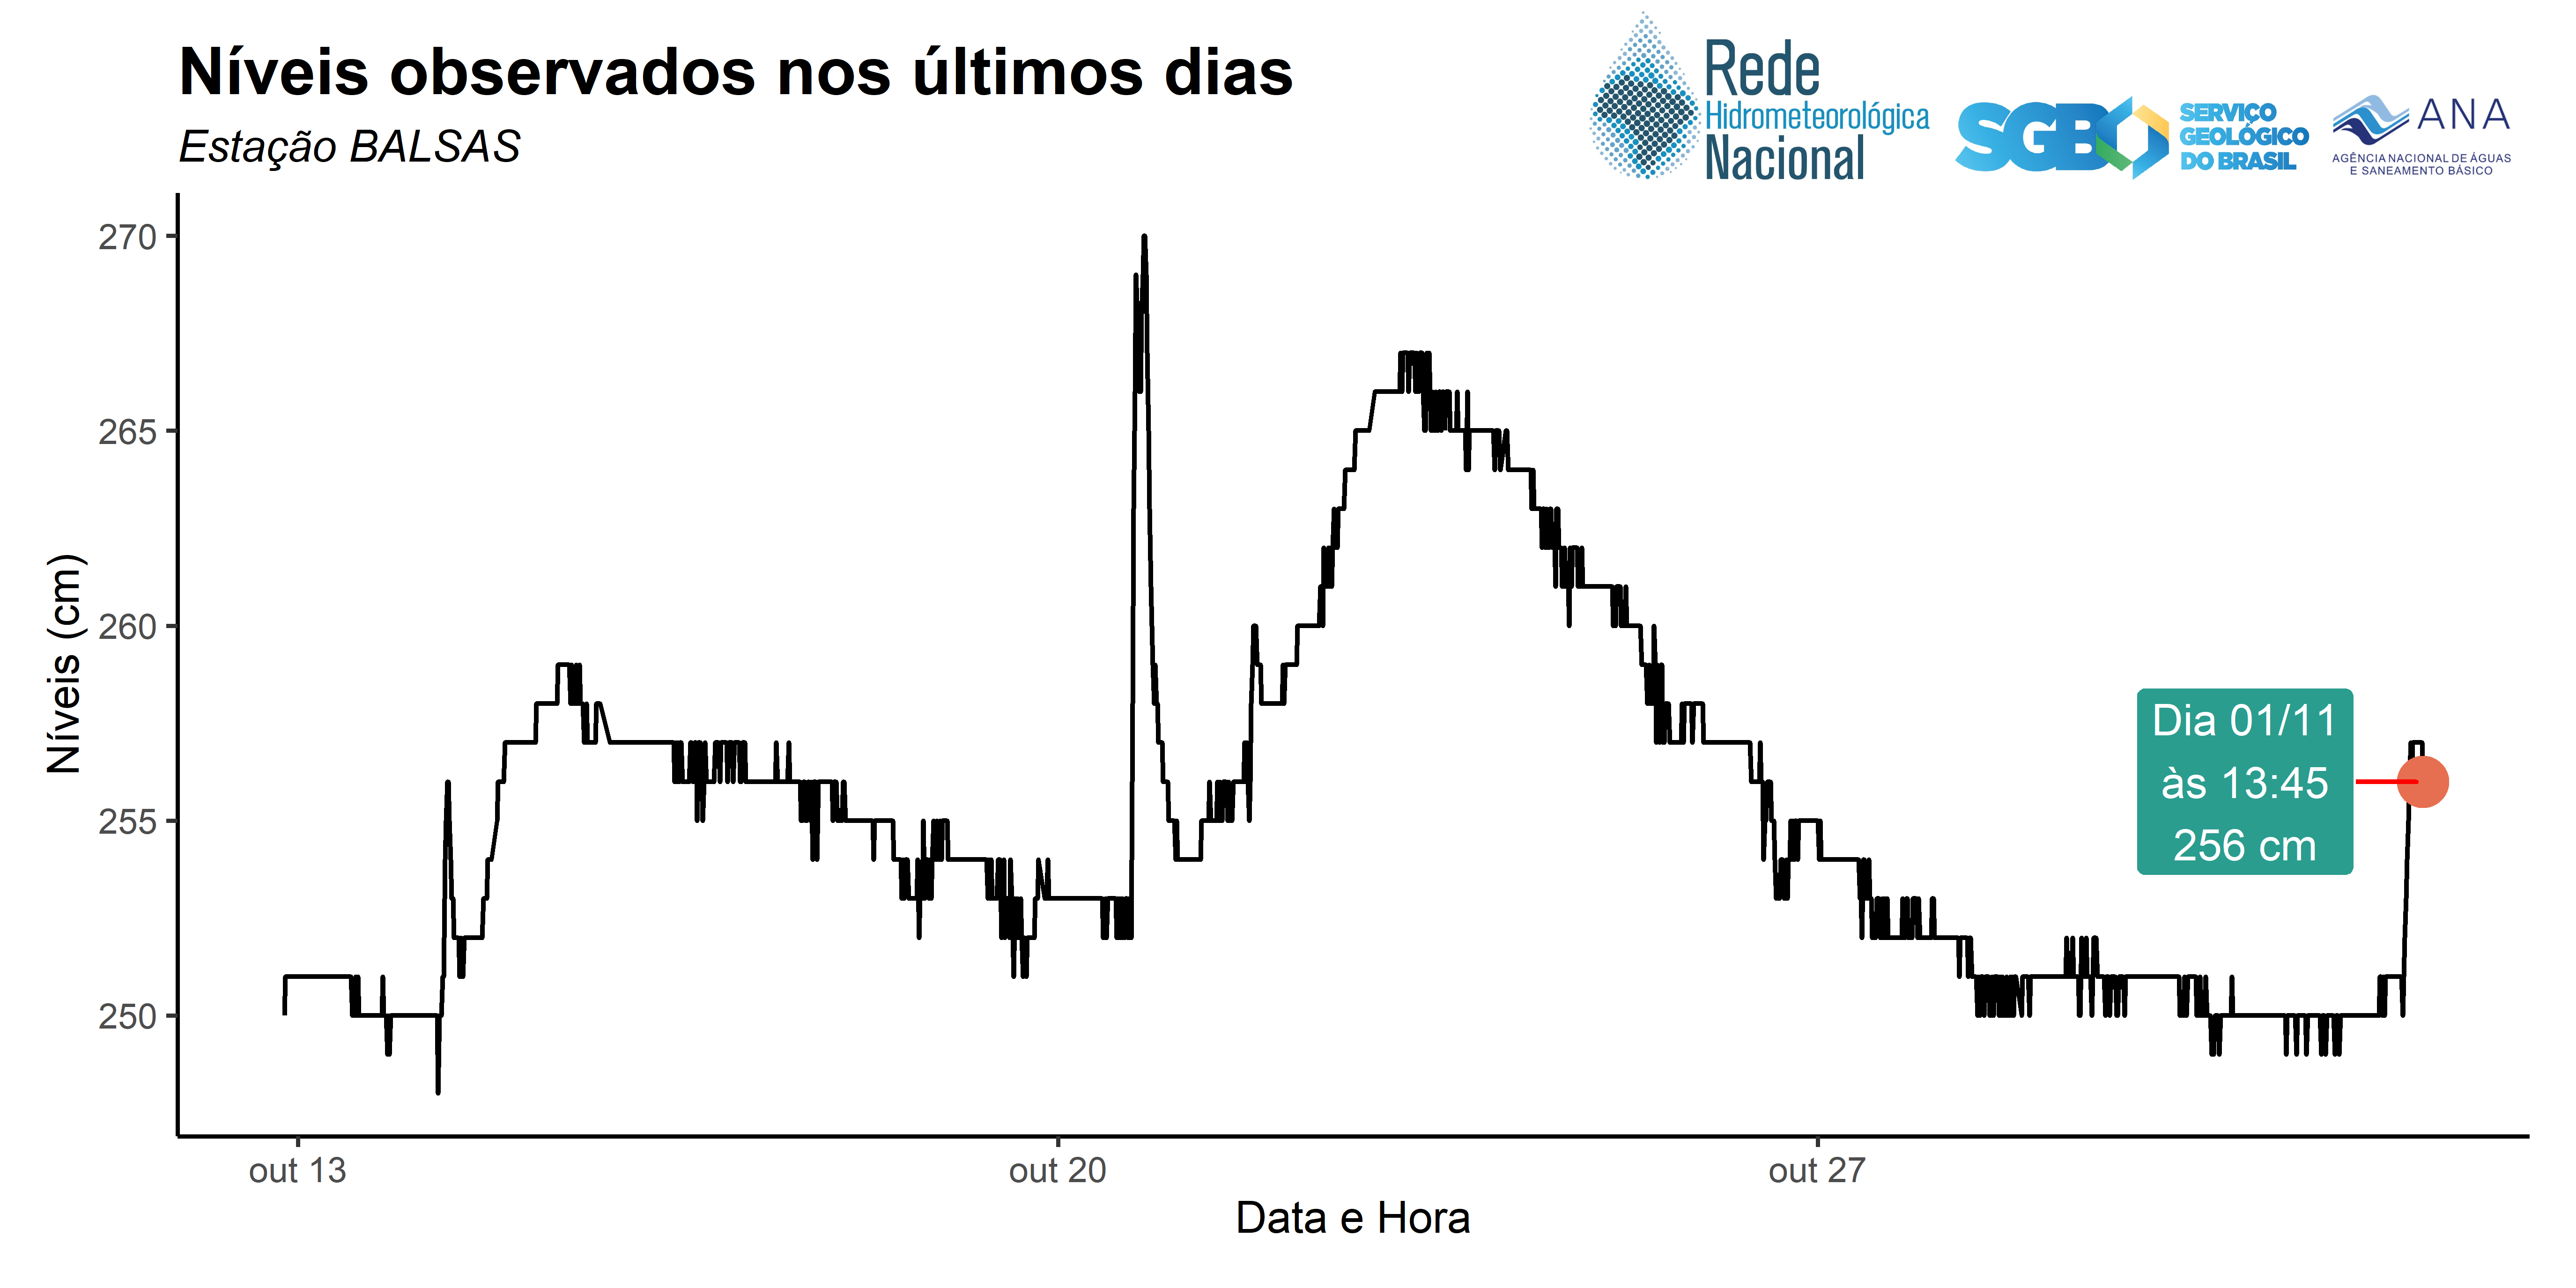 Níveis observados nos últimos dias
Estação BALSAS
Rede
Hidrometeorológica
Nacional
SGB
SERVIÇO
GEOLÓGICO
DO BRASIL
ANA
AGÊNCIA NACIONAL DE ÁGUAS
E SANEAMENTO BÁSICO
Níveis (cm)
270
265
260
255
250
Dia 01/11
às 13:45
256 cm
out 13
out 20
out 27
Data e Hora